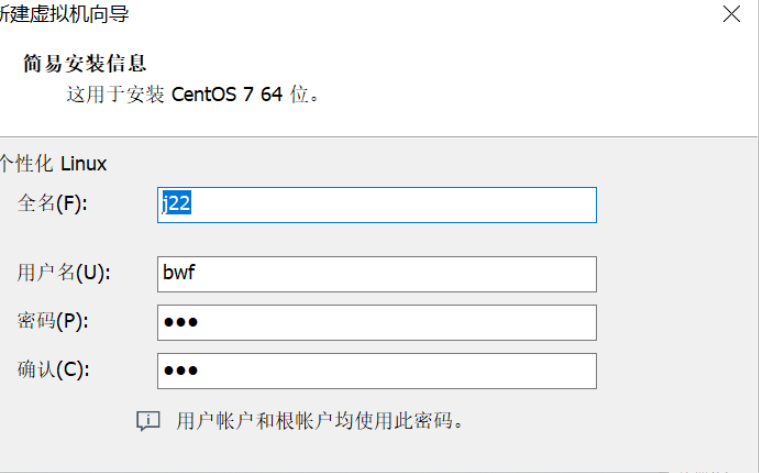 新建虚拟机向导
简易安装信息
这用于安装 CentOS 7 64 位。
个性化 Linux
全名(F):
j22
用户名(U):
bwf
密码(P):
●●●
确认(C):
●●●
用户帐户和根帐户均使用此密码。